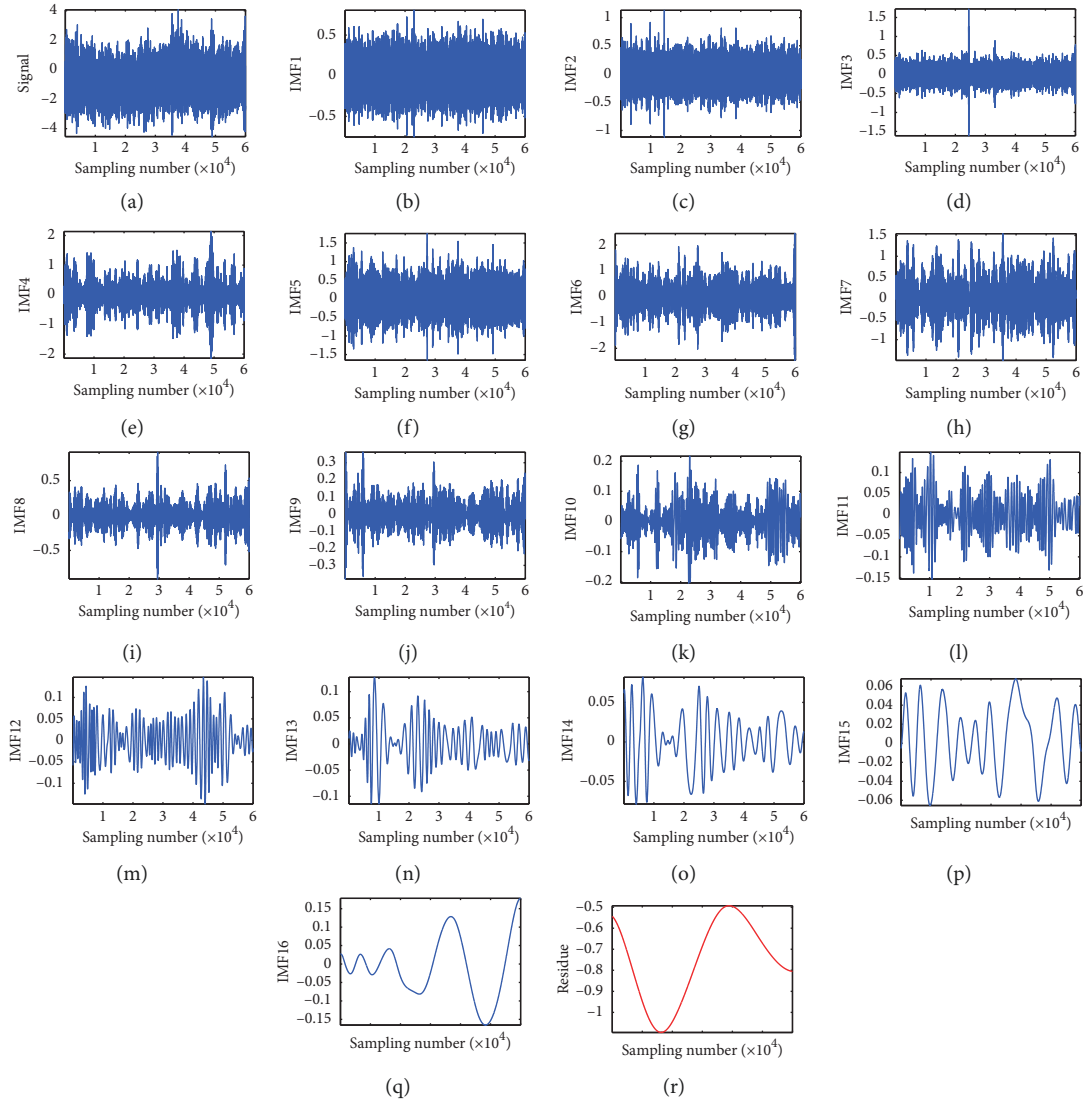 Signal
4
2
0
−2
−4
1 2 3 4 5 6
Sampling number (×10^4)
(a)
IMF1
0.5
0
−0.5
1 2 3 4 5 6
Sampling number (×10^4)
(b)
IMF2
1
0.5
0
−0.5
−1
1 2 3 4 5 6
Sampling number (×10^4)
(c)
IMF3
1.5
1
0.5
0
−0.5
−1
−1.5
1 2 3 4 5 6
Sampling number (×10^4)
(d)
IMF4
2
1
0
−1
−2
1 2 3 4 5 6
Sampling number (×10^4)
(e)
IMF5
1.5
1
0.5
0
−0.5
−1
−1.5
1 2 3 4 5 6
Sampling number (×10^4)
(f)
IMF6
2
1
0
−1
−2
1 2 3 4 5 6
Sampling number (×10^4)
(g)
IMF7
1.5
1
0.5
0
−0.5
−1
1 2 3 4 5 6
Sampling number (×10^4)
(h)
IMF8
0.5
0
−0.5
1 2 3 4 5 6
Sampling number (×10^4)
(i)
IMF9
0.3
0.2
0.1
0
−0.1
−0.2
−0.3
1 2 3 4 5 6
Sampling number (×10^4)
(j)
IMF10
0.2
0.1
0
−0.1
−0.2
1 2 3 4 5 6
Sampling number (×10^4)
(k)
IMF11
0.1
0.05
0
−0.05
−0.1
−0.15
1 2 3 4 5 6
Sampling number (×10^4)
(l)
IMF12
0.1
0.05
0
−0.05
−0.1
1 2 3 4 5 6
Sampling number (×10^4)
(m)
IMF13
0.1
0.05
0
−0.05
−0.1
1 2 3 4 5 6
Sampling number (×10^4)
(n)
IMF14
0.05
0
−0.05
1 2 3 4 5 6
Sampling number (×10^4)
(o)
IMF15
0.06
0.04
0.02
0
−0.02
−0.04
−0.06
Sampling number (×10^4)
(p)
IMF16
0.15
0.1
0.05
0
−0.05
−0.1
−0.15
Sampling number (×10^4)
(q)
Residue
−0.5
−0.6
−0.7
−0.8
−0.9
−1
Sampling number (×10^4)
(r)